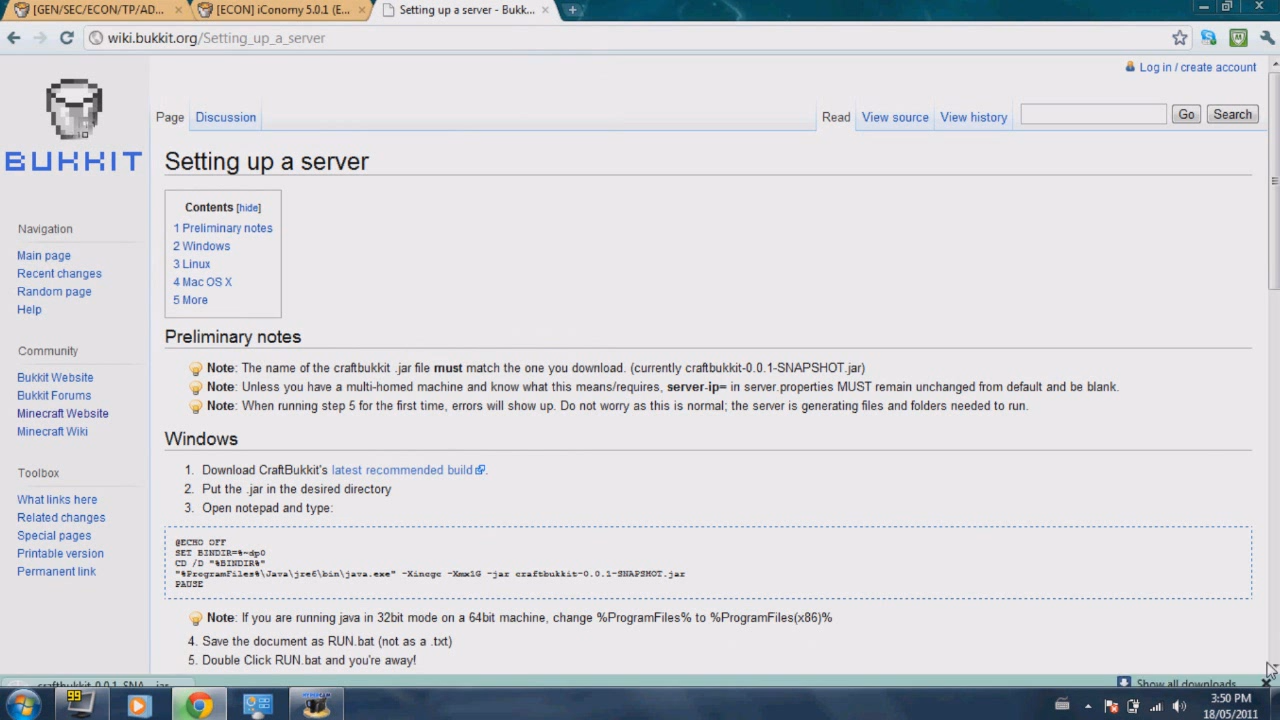 [GEN/SEC/ECON/TP/AD...
[ECON] iConomy 5.0.1 (E...
Setting up a server - Bukk...
wiki.bukkit.org/Setting_up_a_server
Log in / create account
Page
Discussion
Read
View source
View history
Go
Search
BUKKIT
Setting up a server
Contents [hide]
1 Preliminary notes
2 Windows
3 Linux
4 Mac OS X
5 More
Navigation
Main page
Recent changes
Random page
Help
Community
Bukkit Website
Bukkit Forums
Minecraft Website
Minecraft Wiki
Toolbox
What links here
Related changes
Special pages
Printable version
Permanent link
Preliminary notes
Note: The name of the craftbukkit .jar file must match the one you download. (currently craftbukkit-0.0.1-SNAPSHOT.jar)
Note: Unless you have a multi-homed machine and know what this means/requires, server-ip= in server.properties MUST remain unchanged from default and be blank.
Note: When running step 5 for the first time, errors will show up. Do not worry as this is normal; the server is generating files and folders needed to run.
Windows
1. Download CraftBukkit's latest recommended build.
2. Put the .jar in the desired directory
3. Open notepad and type:
@ECHO OFF
SET BINDIR=%~dp0
CD /D "%BINDIR%"
"%ProgramFiles%\Java\jre6\bin\java.exe" -Xincgc -Xmx1G -jar craftbukkit-0.0.1-SNAPSHOT.jar
PAUSE
Note: If you are running java in 32bit mode on a 64bit machine, change %ProgramFiles% to %ProgramFiles(x86)%
4. Save the document as RUN.bat (not as a .txt)
5. Double Click RUN.bat and you're away!
craftbukkit-0.0.1-SNA....jar
Show all downloads...
99
3:50 PM
18/05/2011